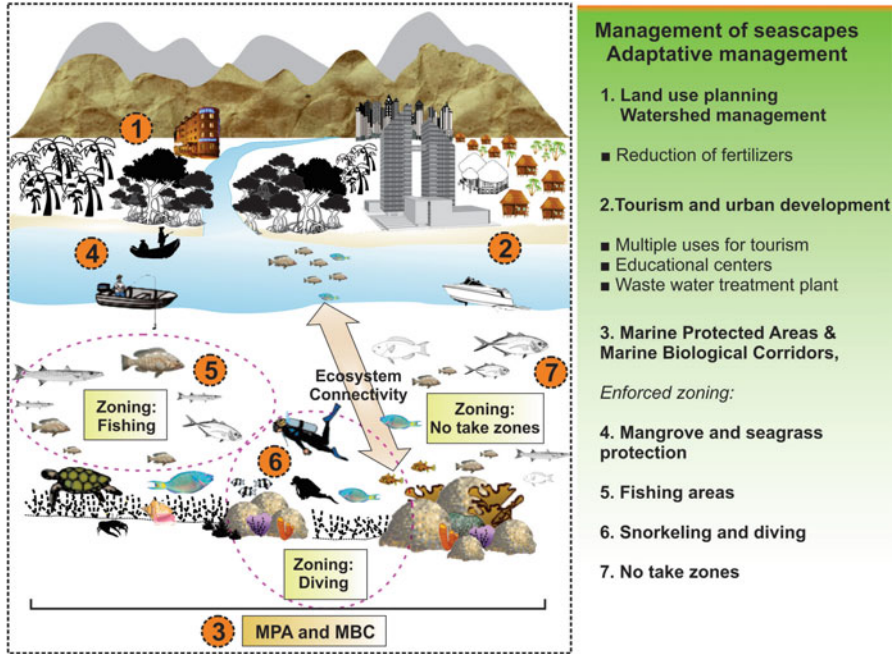 1
4
2
5
Zoning:
Fishing
Ecosystem
Connectivity
7
Zoning:
No take zones
6
Zoning:
Diving
3
MPA and MBC
Management of seascapes
Adaptative management
1. Land use planning
Watershed management
■ Reduction of fertilizers
2.Tourism and urban development
■ Multiple uses for tourism
■ Educational centers
■ Waste water treatment plant
3. Marine Protected Areas &
Marine Biological Corridors,
Enforced zoning:
4. Mangrove and seagrass
protection
5. Fishing areas
6. Snorkeling and diving
7. No take zones